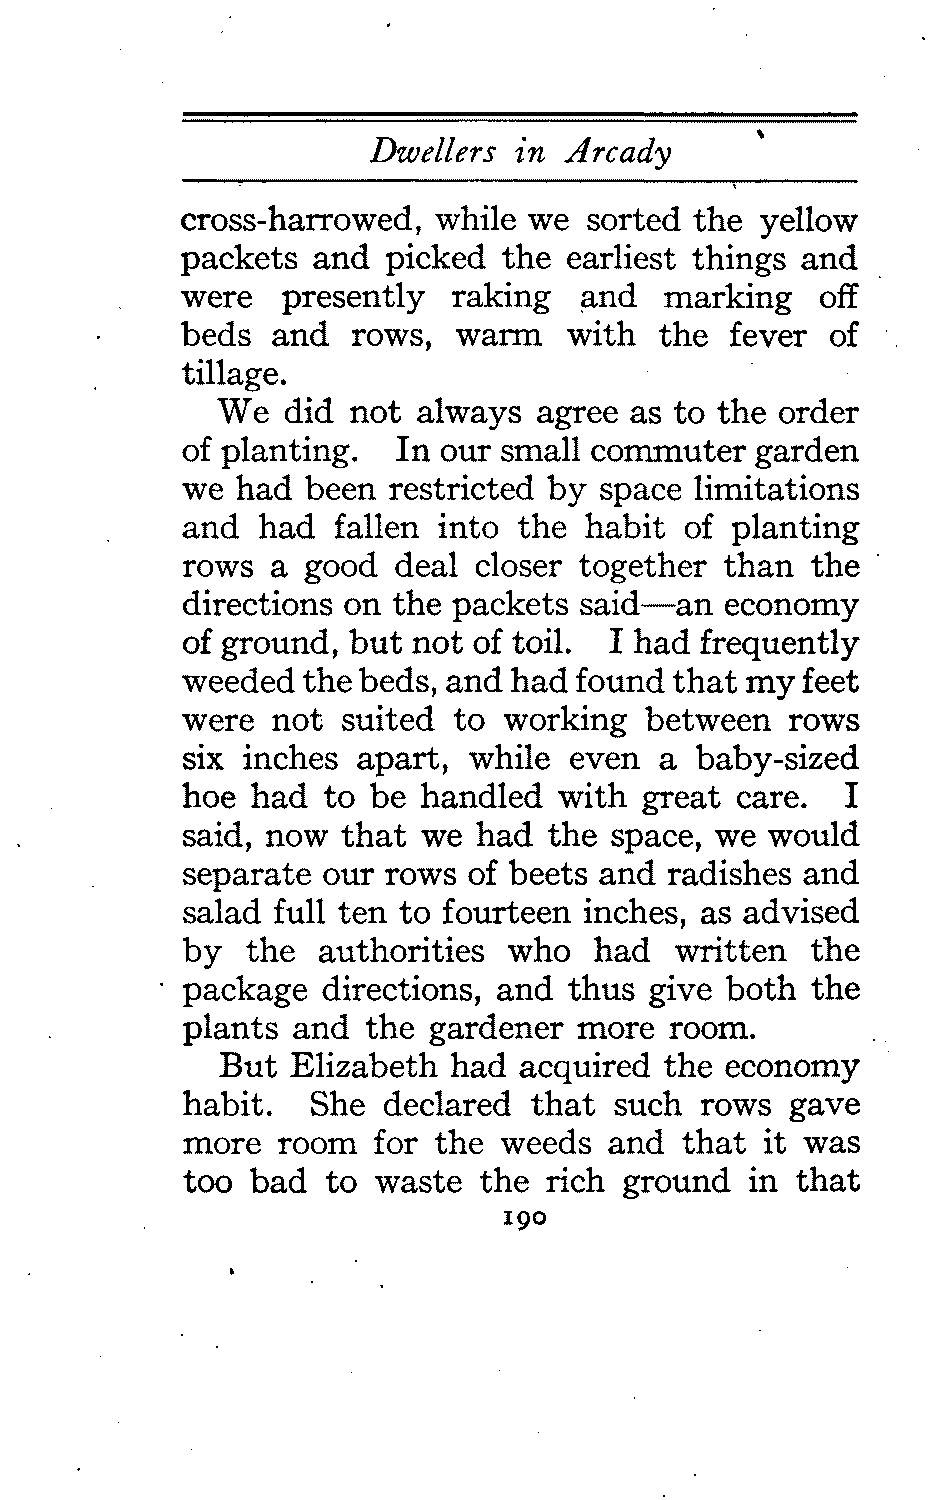 Dwellers in Arcady
cross-harrowed, while we sorted the yellow
packets and picked the earliest things and
were presently raking and marking off
beds and rows, warm with the fever of
tillage.
We did not always agree as to the order
of planting. In our small commuter garden
we had been restricted by space limitations
and had fallen into the habit of planting
rows a good deal closer together than the
directions on the packets said—an economy
of ground, but not of toil. I had frequently
weeded the beds, and had found that my feet
were not suited to working between rows
six inches apart, while even a baby-sized
hoe had to be handled with great care. I
said, now that we had the space, we would
separate our rows of beets and radishes and
salad full ten to fourteen inches, as advised
by the authorities who had written the
package directions, and thus give both the
plants and the gardener more room.
But Elizabeth had acquired the economy
habit. She declared that such rows gave
more room for the weeds and that it was
too bad to waste the rich ground in that
190